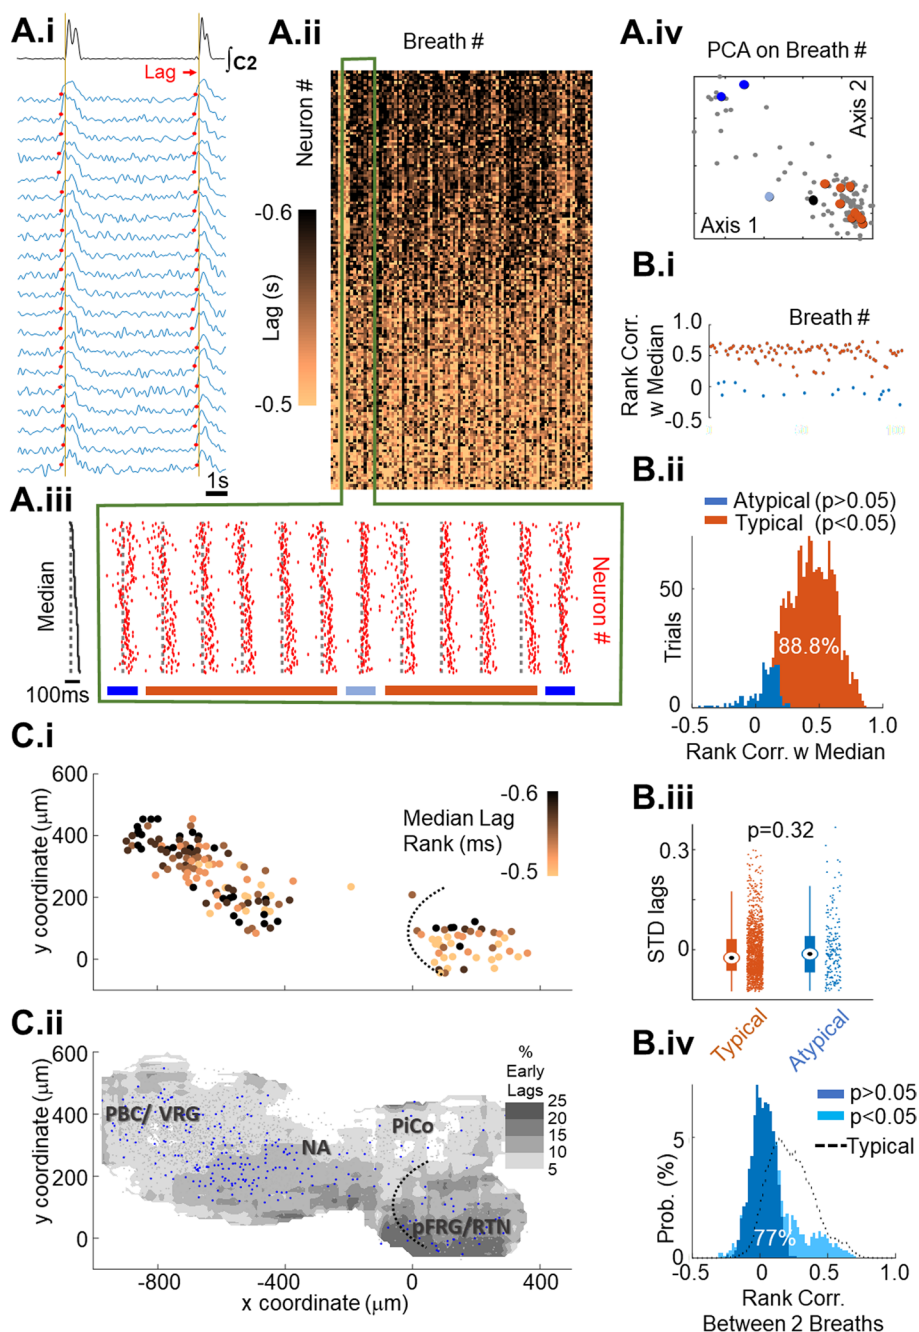 A.i
∫C2
Lag
1s
A.ii
Breath #
Neuron #
-0.6
Lag (s)
-0.5
A.iii
Median
100ms
Neuron #
A.iv
PCA on Breath #
Axis 2
Axis 1
B.i
Breath #
Rank Corr.
w Median
1.0
0.5
0
-0.5
B.ii
Atypical (p>0.05)
Typical (p<0.05)
Trials
50
0
88.8%
-0.5 0 0.5 1.0
Rank Corr. w Median
C.i
y coordinate (μm)
600
400
200
0
Median Lag
Rank (ms)
-0.6
-0.5
B.iii
p=0.32
STD lags
0.3
0
Typical
Atypical
C.ii
y coordinate (μm)
600
400
200
0
PBC/ VRG
NA
PiCo
pFRG/RTN
%
Early
Lags
25
20
15
10
5
-800 -400 0 400
x coordinate (μm)
B.iv
p>0.05
p<0.05
Typical
Prob. (%)
5
0
77%
-0.5 0 0.5 1.0
Rank Corr.
Between 2 Breaths